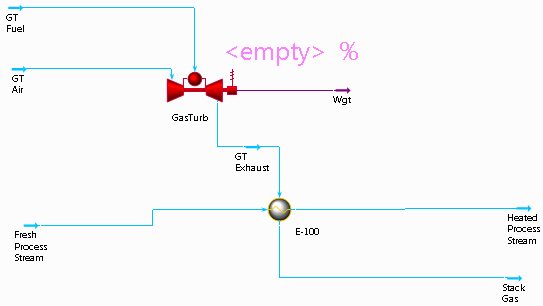 GT
Fuel
<empty> %
GT
Air
GasTurb
Wgt
GT
Exhaust
Fresh
Process
Stream
E-100
Heated
Process
Stream
Stack
Gas